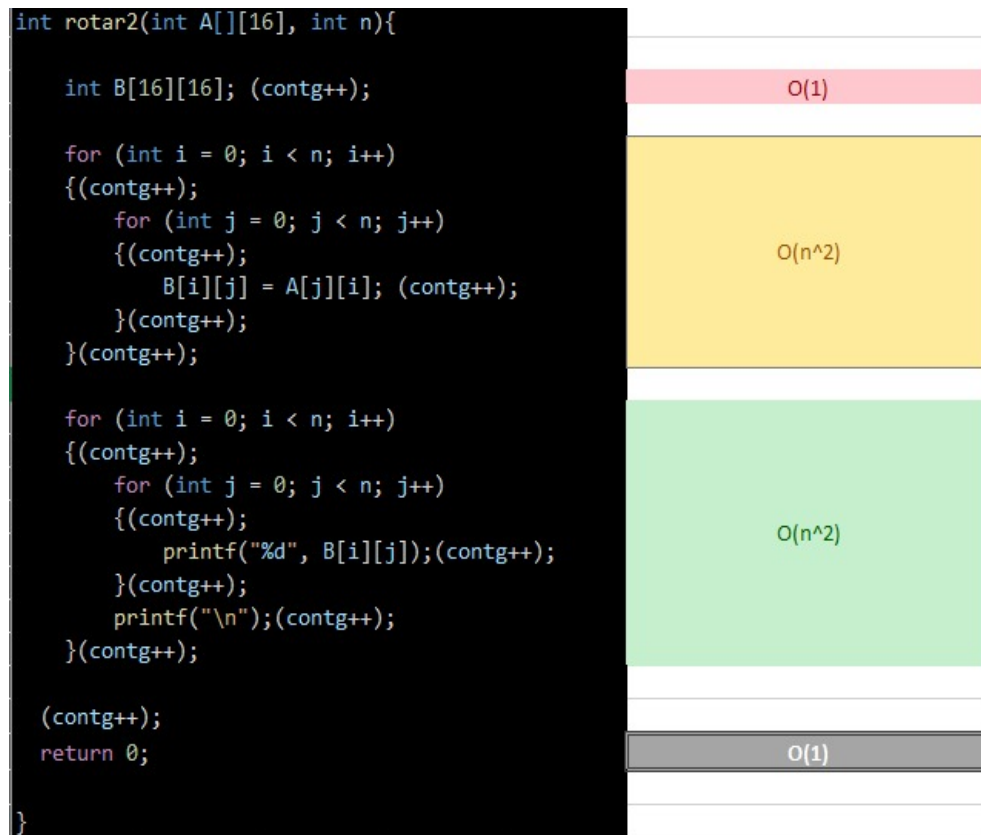 int rotar2(int A[][16], int n){
int B[16][16]; (contg++);
O(1)
for (int i = 0; i < n; i++)
{(contg++);
for (int j = 0; j < n; j++)
{(contg++);
O(n^2)
B[i][j] = A[j][i]; (contg++);
}(contg++);
}(contg++);
for (int i = 0; i < n; i++)
{(contg++);
for (int j = 0; j < n; j++)
{(contg++);
O(n^2)
printf("%d", B[i][j]);(contg++);
}(contg++);
printf("\n");(contg++);
}(contg++);
(contg++);
return 0;
O(1)
}